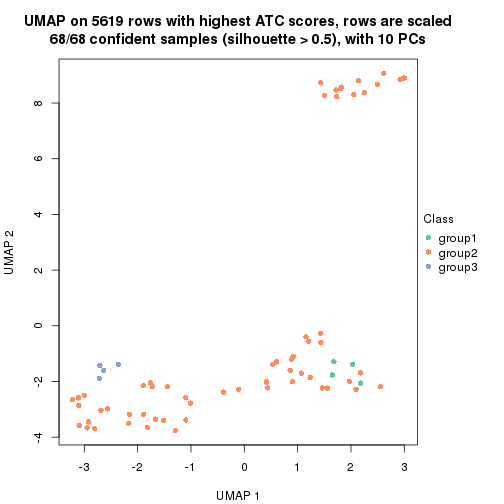 UMAP on 5619 rows with highest ATC scores, rows are scaled
68/68 confident samples (silhouette > 0.5), with 10 PCs
8
6
4
2
0
-2
-4
UMAP 2
-3
-2
-1
0
1
2
3
UMAP 1
Class
group1
group2
group3